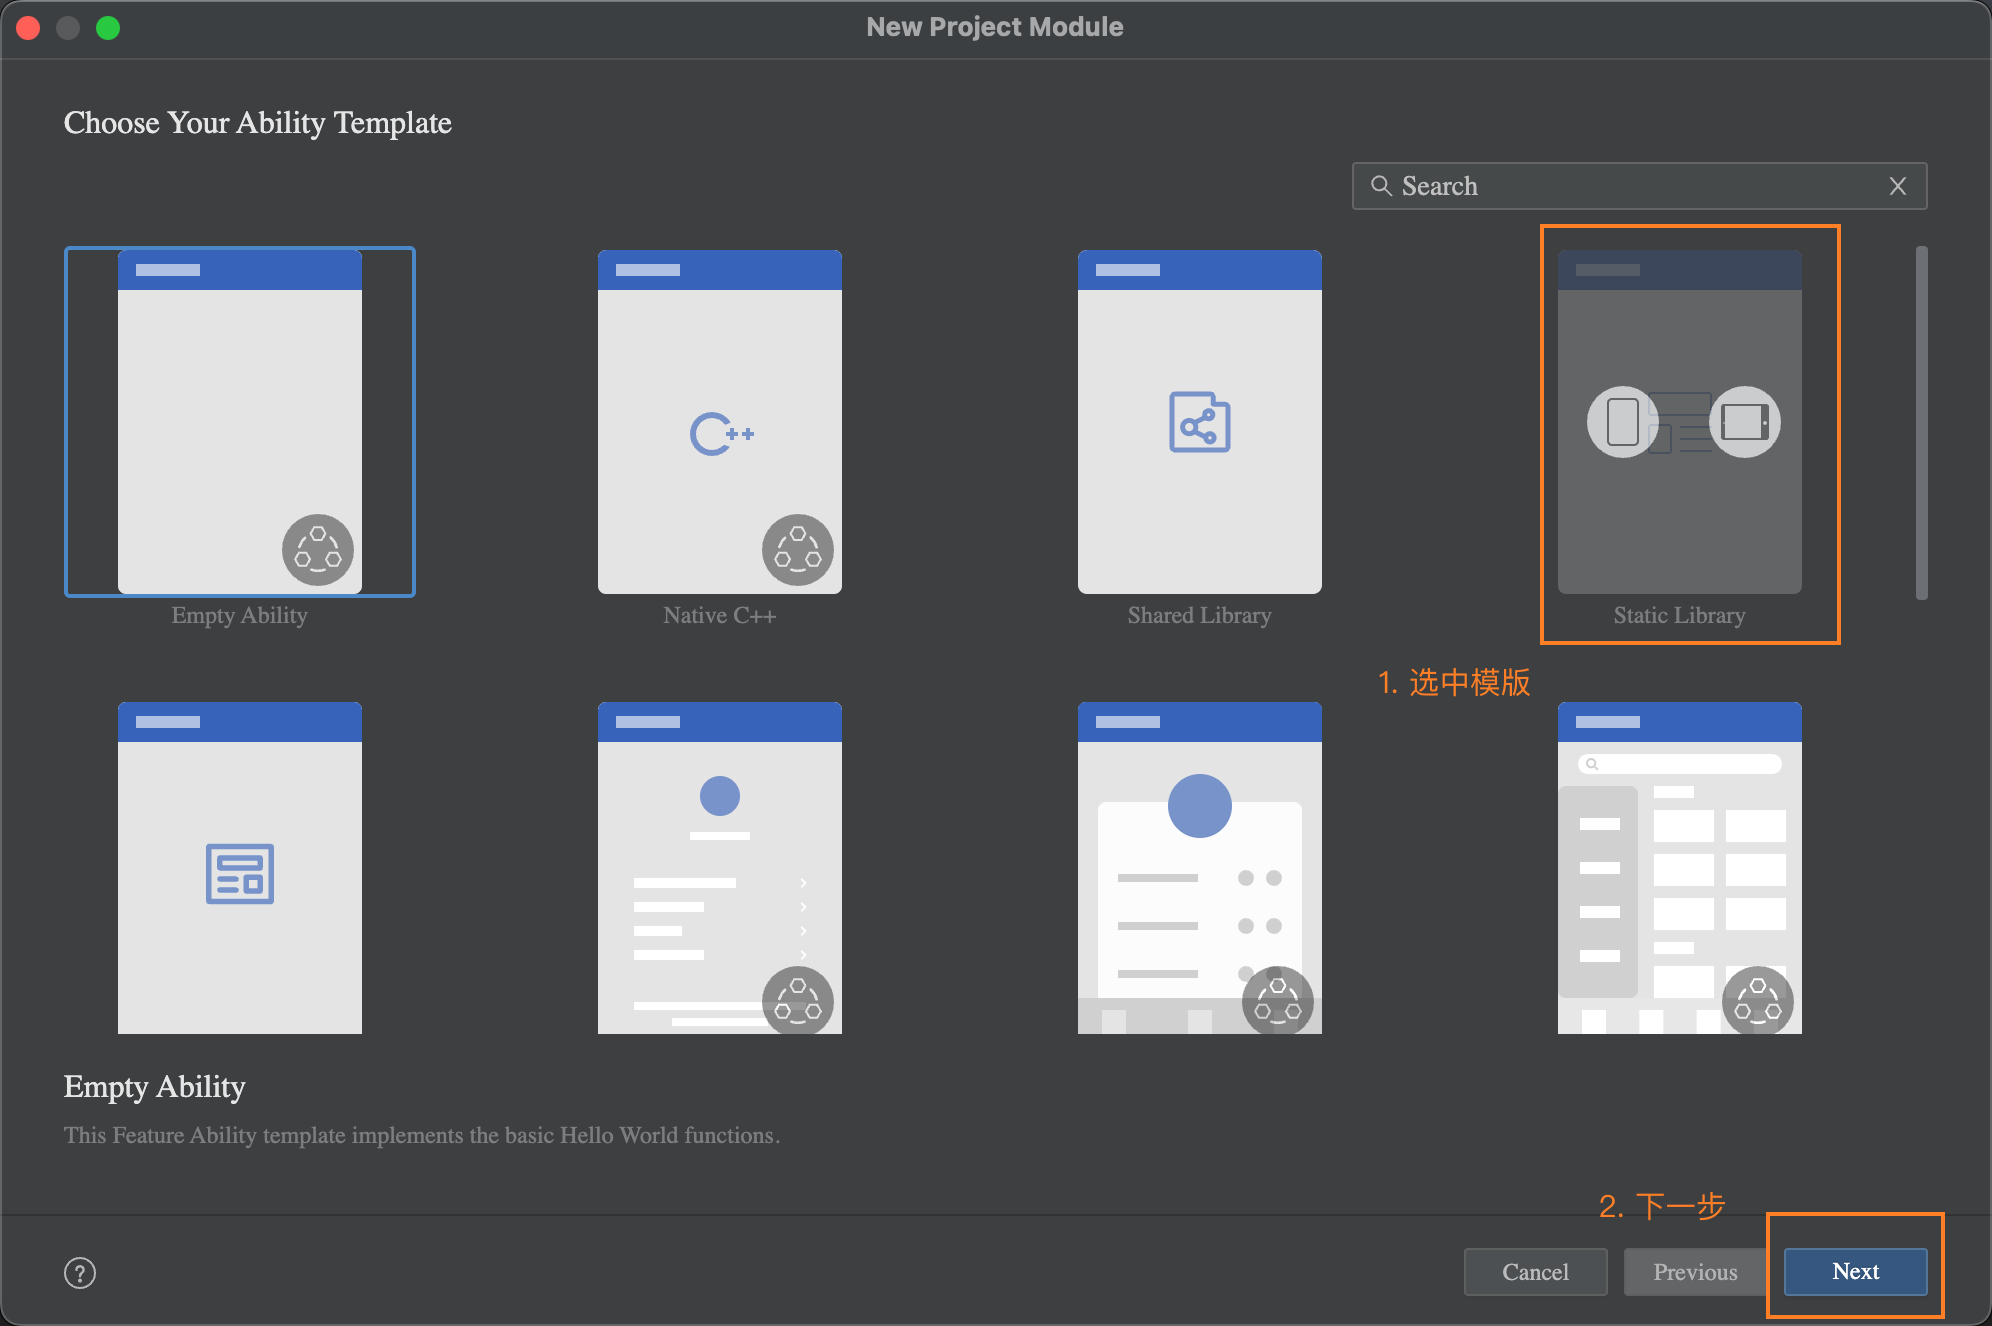 New Project Module
Choose Your Ability Template
Search
Empty Ability
Native C++
Shared Library
Static Library
1. 选中模版
Empty Ability
This Feature Ability template implements the basic Hello World functions.
2. 下一步
?
Cancel
Previous
Next